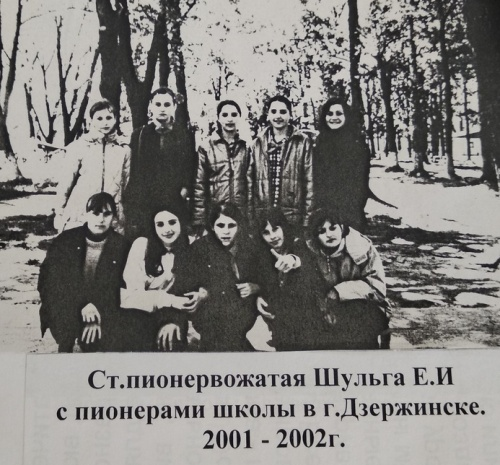 Ст.пионервожатая Шульга Е.И
с пионерами школы в г.Дзержинске.
2001 - 2002г.